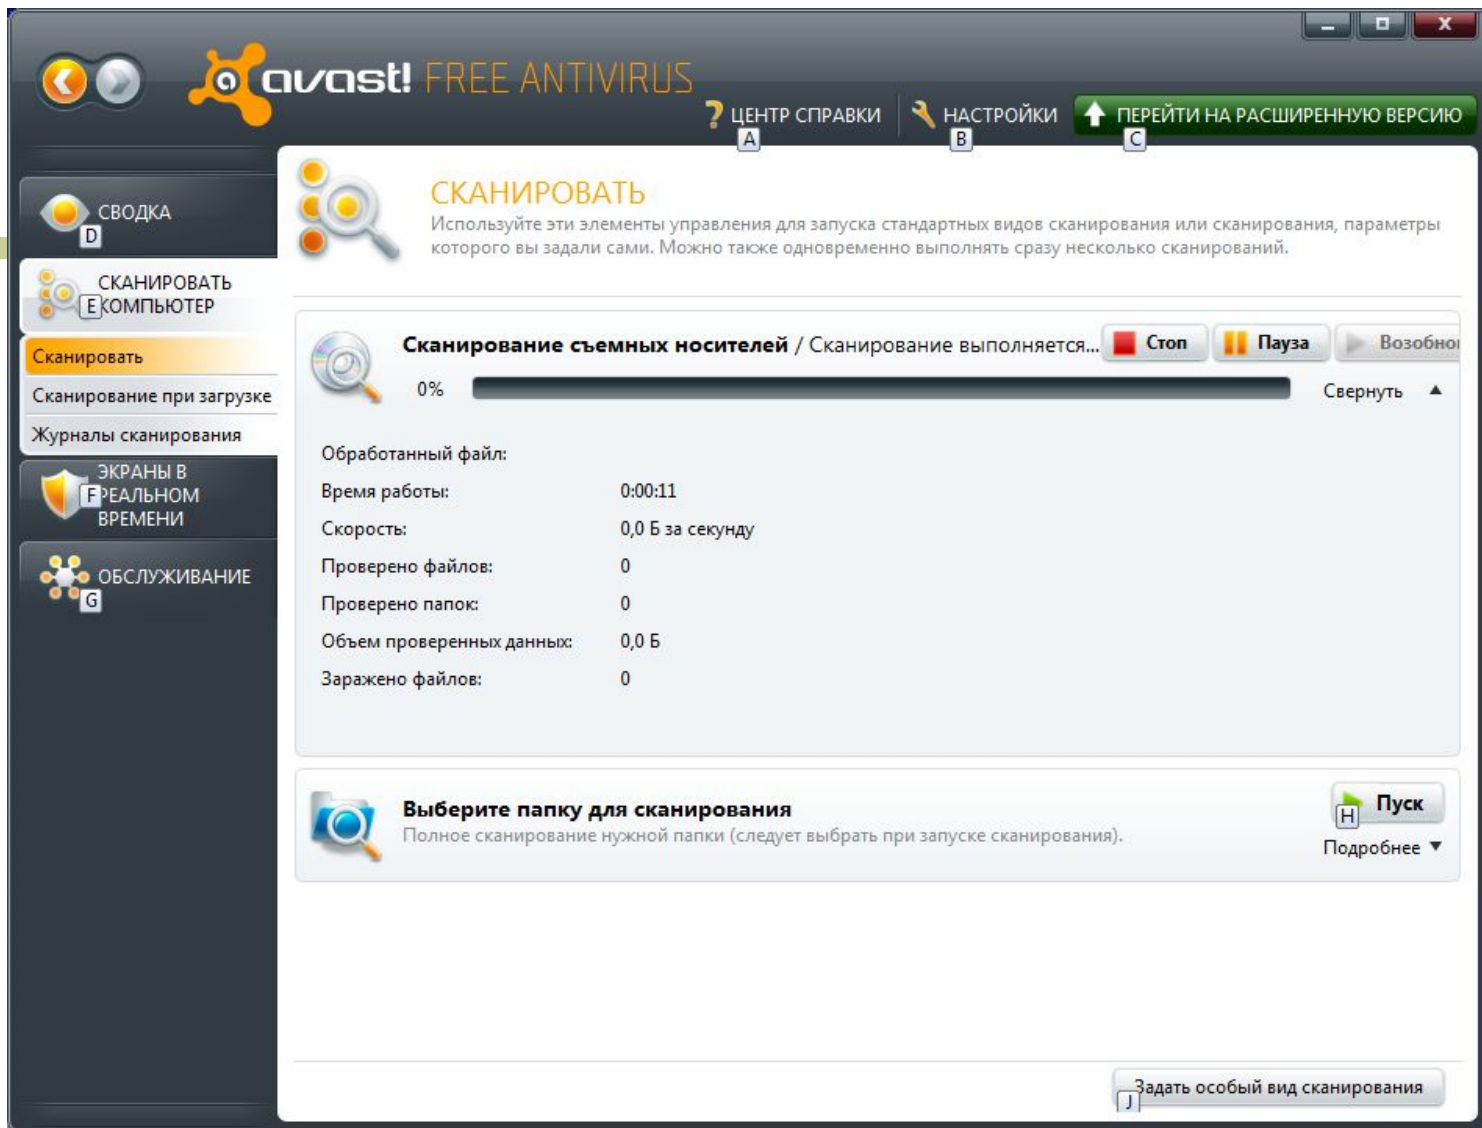 avast! FREE ANTIVIRUS
ЦЕНТР СПРАВКИ
A
НАСТРОЙКИ
B
ПЕРЕЙТИ НА РАСШИРЕННУЮ ВЕРСИЮ
C
СВОДКА
D
СКАНИРОВАТЬ
КОМПЬЮТЕР
E
Сканировать
Сканирование при загрузке
Журналы сканирования
ЭКРАНЫ В
РЕАЛЬНОМ
ВРЕМЕНИ
F
ОБСЛУЖИВАНИЕ
G
СКАНИРОВАТЬ
Используйте эти элементы управления для запуска стандартных видов сканирования или сканирования, параметры
которого вы задали сами. Можно также одновременно выполнять сразу несколько сканирований.
Сканирование съемных носителей / Сканирование выполняется...
Стоп
Пауза
Возобно
0%
Свернуть
Обработанный файл:
Время работы: 0:00:11
Скорость: 0,0 Б за секунду
Проверено файлов: 0
Проверено папок: 0
Объем проверенных данных: 0,0 Б
Заражено файлов: 0
Выберите папку для сканирования
Полное сканирование нужной папки (следует выбрать при запуске сканирования).
Пуск
H
Подробнее
Задать особый вид сканирования
J